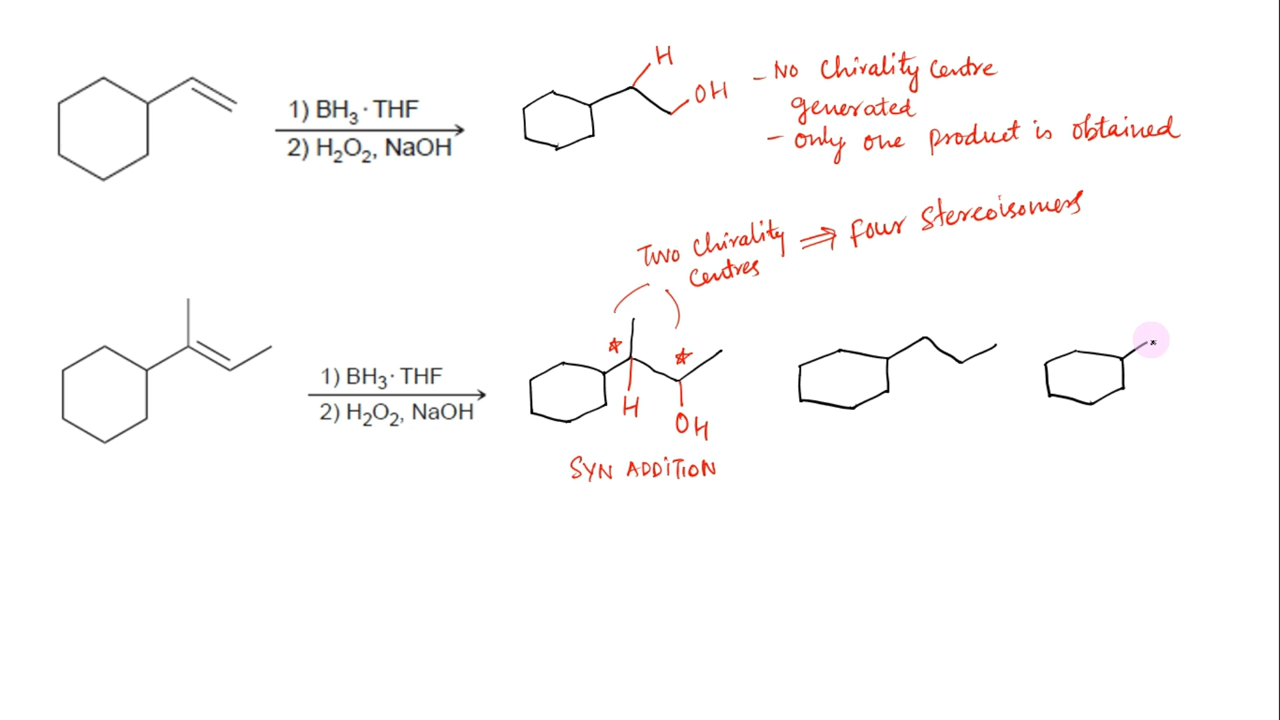 H
OH
1) BH₃· THF
2) H₂O₂, NaOH
- No Chirality Centre
generated
- only one product is obtained
Two Chirality
Centres
⇒ four Stereoisomers
1) BH₃· THF
2) H₂O₂, NaOH
* *
H
OH
SYN ADDITION